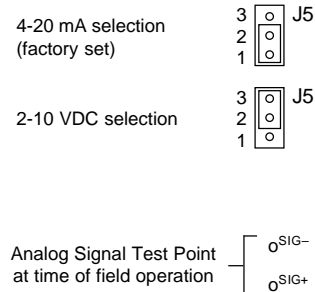 4-20 mA selection
(factory set)
3 o J5
2 o
1 o
2-10 VDC selection
3 o J5
2 o
1 o
Analog Signal Test Point
at time of field operation
o SIG–
o SIG+